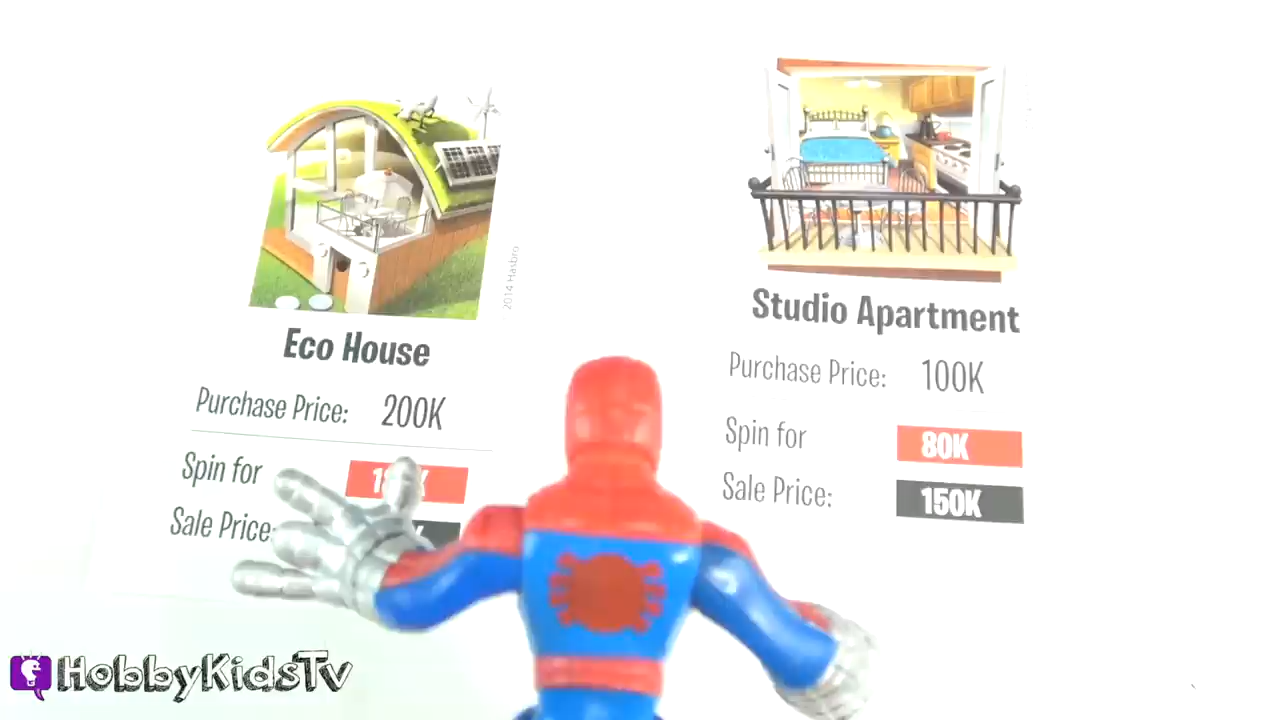 2014 Hasbro
Eco House
Purchase Price: 200K
Spin for
Sale Price:
Studio Apartment
Purchase Price: 100K
Spin for 80K
Sale Price: 150K
HobbyKidsTv